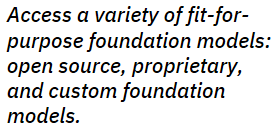 Access a variety of fit-for-
purpose foundation models:
open source, proprietary,
and custom foundation
models.